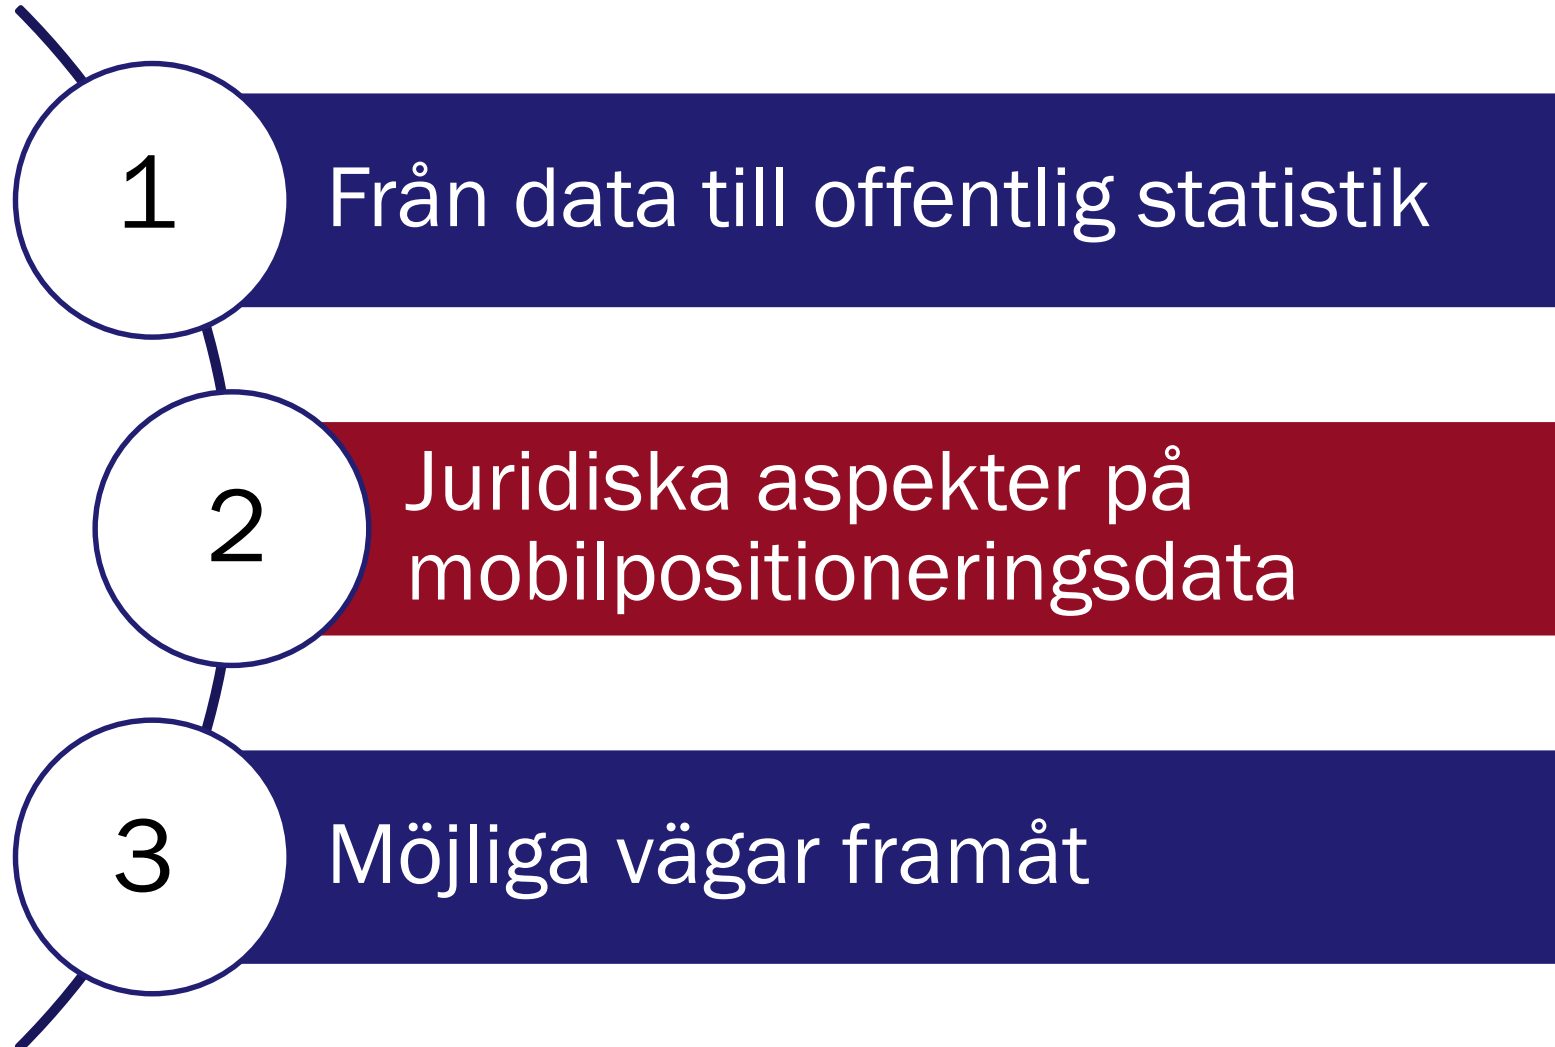 1
Från data till offentlig statistik
2
Juridiska aspekter på
mobilpositioneringsdata
3
Möjliga vägar framåt